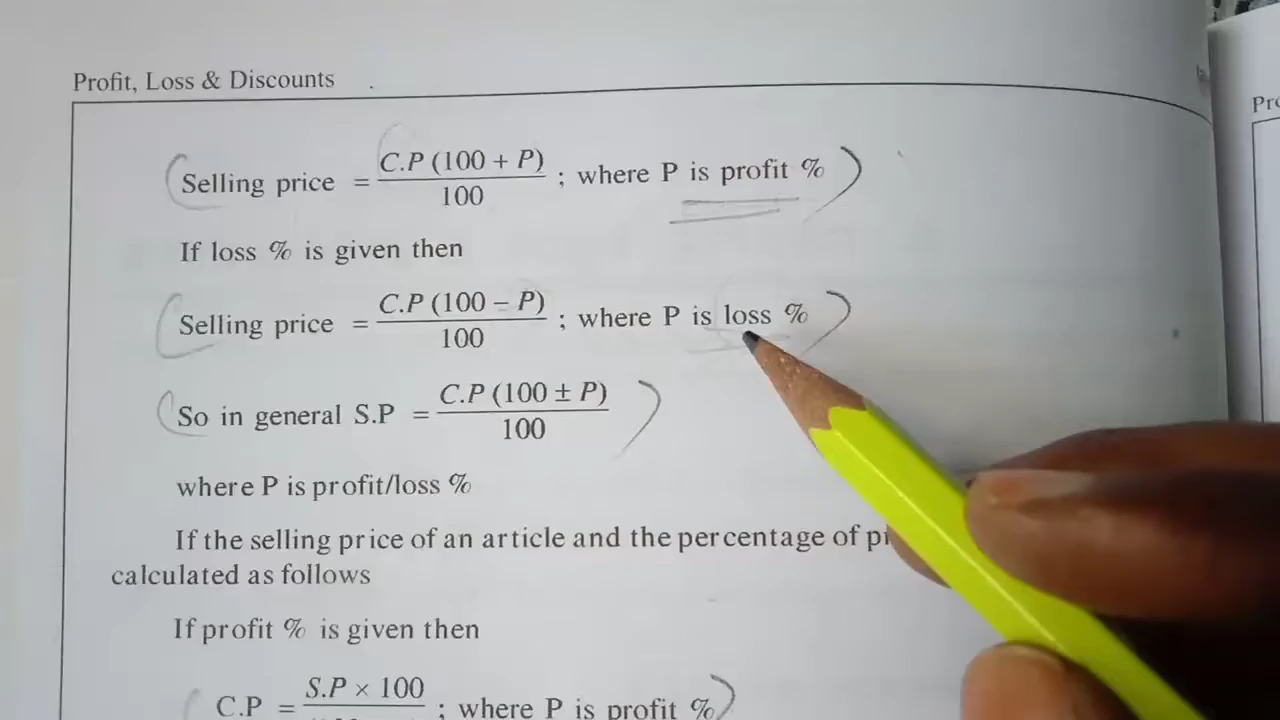 Profit, Loss & Discounts
Selling price = C.P (100 + P) / 100 ; where P is profit %
If loss % is given then
Selling price = C.P (100 – P) / 100 ; where P is loss %
So in general S.P = C.P (100 ± P) / 100
where P is profit/loss %
If the selling price of an article and the percentage of
calculated as follows
If profit % is given then
C.P = S.P × 100 ; where P is profit %